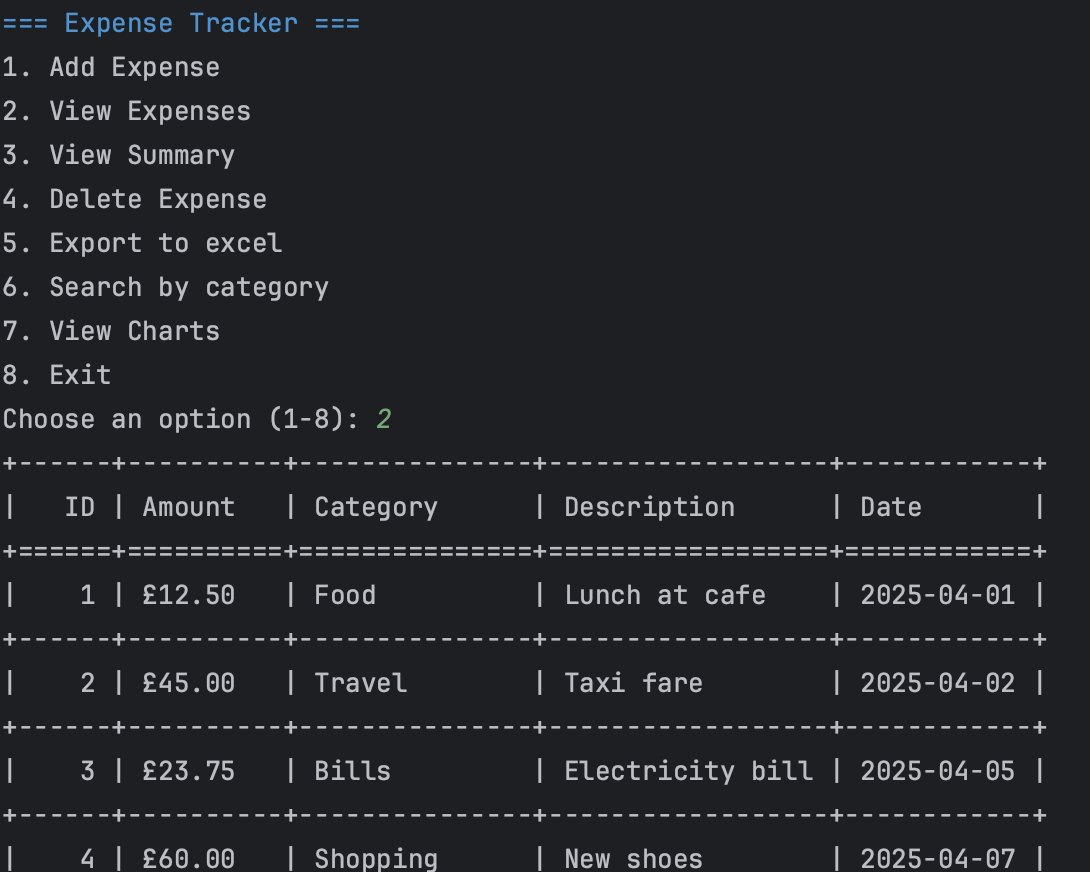 === Expense Tracker ===
1. Add Expense
2. View Expenses
3. View Summary
4. Delete Expense
5. Export to excel
6. Search by category
7. View Charts
8. Exit
Choose an option (1-8): 2
+------+----------+---------------+------------------+------------+
|   ID | Amount   | Category      | Description      | Date       |
+======+==========+===============+==================+============+
|    1 | £12.50   | Food          | Lunch at cafe    | 2025-04-01 |
+------+----------+---------------+------------------+------------+
|    2 | £45.00   | Travel        | Taxi fare        | 2025-04-02 |
+------+----------+---------------+------------------+------------+
|    3 | £23.75   | Bills         | Electricity bill | 2025-04-05 |
+------+----------+---------------+------------------+------------+
|    4 | £60.00   | Shopping      | New shoes        | 2025-04-07 |